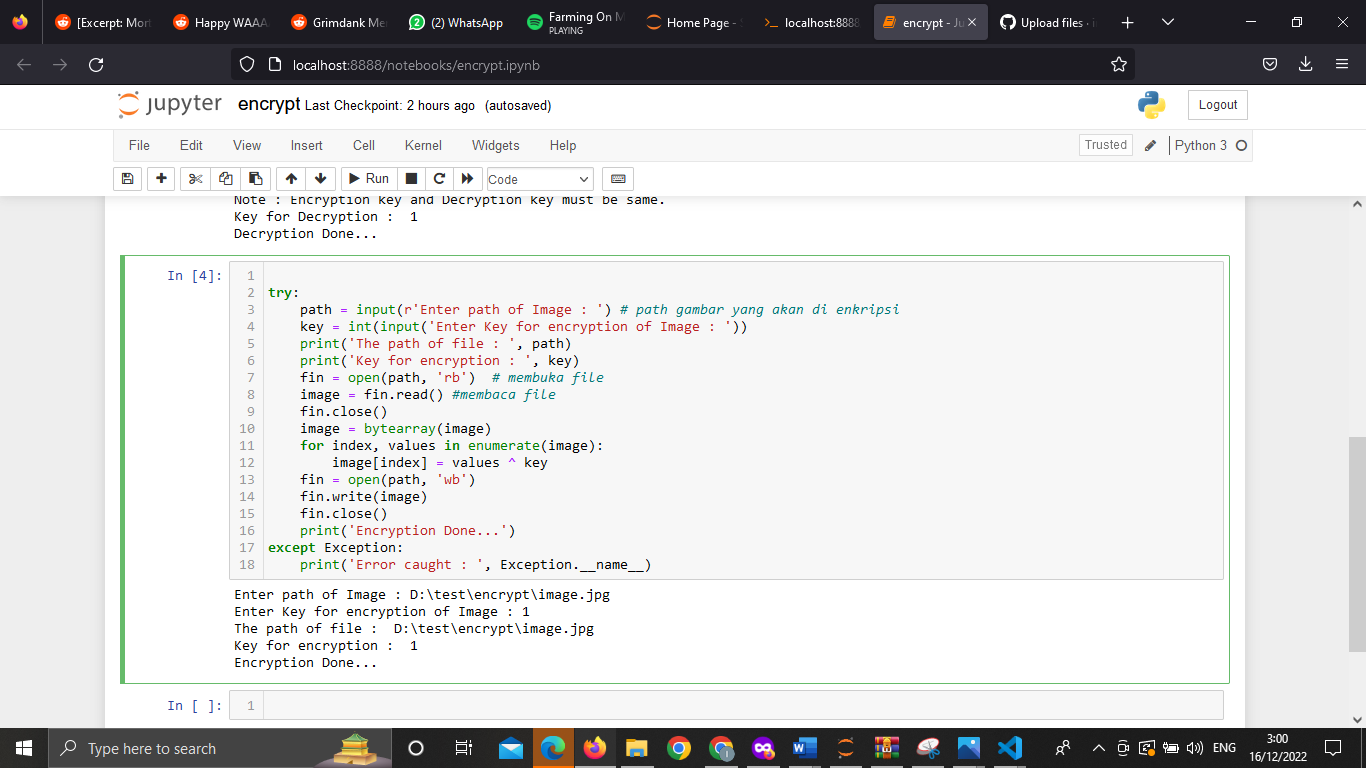 [Excerpt: Mort
Happy WAAA
Grimdank Me
(2) WhatsApp
Farming On M
PLAYING
Home Page -
localhost:8888
encrypt - Ju
Upload files · i
localhost:8888/notebooks/encrypt.ipynb
jupyter encrypt Last Checkpoint: 2 hours ago (autosaved)
Logout
File Edit View Insert Cell Kernel Widgets Help
Trusted
Python 3
Run
Code
Note : Encryption key and Decryption key must be same.
Key for Decryption :  1
Decryption Done...
In [4]:
1
2 try:
3     path = input(r'Enter path of Image : ') # path gambar yang akan di enkripsi
4     key = int(input('Enter Key for encryption of Image : '))
5     print('The path of file : ', path)
6     print('Key for encryption : ', key)
7     fin = open(path, 'rb')  # membuka file
8     image = fin.read() #membaca file
9     fin.close()
10     image = bytearray(image)
11     for index, values in enumerate(image):
12         image[index] = values ^ key
13     fin = open(path, 'wb')
14     fin.write(image)
15     fin.close()
16     print('Encryption Done...')
17 except Exception:
18     print('Error caught : ', Exception.__name__)
Enter path of Image : D:\test\encrypt\image.jpg
Enter Key for encryption of Image : 1
The path of file :  D:\test\encrypt\image.jpg
Key for encryption :  1
Encryption Done...
In [ ]:
1
Type here to search
ENG
3:00
16/12/2022